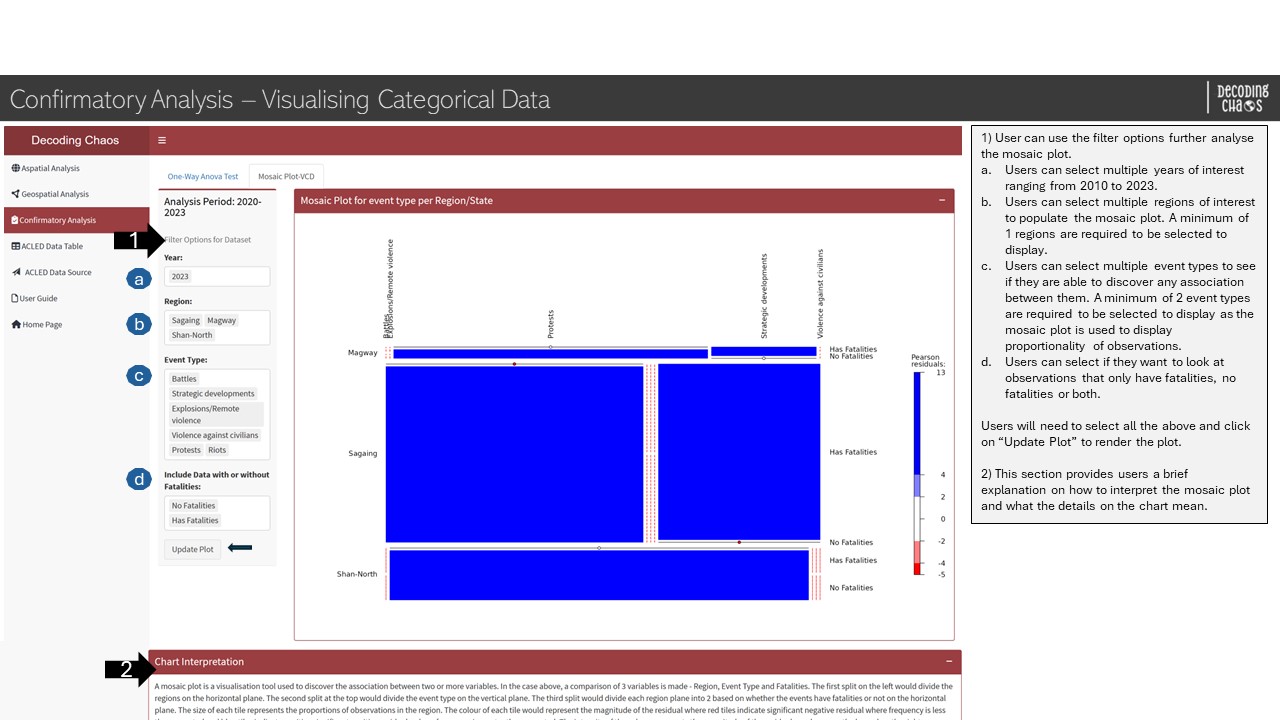 Confirmatory Analysis – Visualising Categorical Data
DECODING
CHAOS
Decoding Chaos
Aspatial Analysis
Geospatial Analysis
Confirmatory Analysis
ACLED Data Table
ACLED Data Source
User Guide
Home Page
One-Way Anova Test
Mosaic Plot-VCD
Analysis Period: 2020-
2023
1
Filter Options for Dataset
Year:
a
2023
Region:
b
Sagaing Magway
Shan-North
Event Type:
c
Battles
Strategic developments
Explosions/Remote
violence
Violence against civilians
Protests Riots
d
Include Data with or without
Fatalities:
No Fatalities
Has Fatalities
Update Plot
Mosaic Plot for event type per Region/State
Battles
Explosions/Remote violence
Protests
Strategic developments
Violence against civilians
Magway
Has Fatalities
No Fatalities
Sagaing
Has Fatalities
No Fatalities
Shan-North
Has Fatalities
No Fatalities
Pearson
residuals:
13
4
2
0
-2
-4
-5
2
Chart Interpretation
A mosaic plot is a visualisation tool used to discover the association between two or more variables. In the case above, a comparison of 3 variables is made - Region, Event Type and Fatalities. The first split on the left would divide the
regions on the horizontal plane. The second split at the top would divide the event type on the vertical plane. The third split would divide each region plane into 2 based on whether the events have fatalities or not on the horizontal
plane. The size of each tile represents the proportions of observations in the region. The colour of each tile would represent the magnitude of the residual where red tiles indicate significant negative residual where frequency is less
1) User can use the filter options further analyse
the mosaic plot.
a. Users can select multiple years of interest
ranging from 2010 to 2023.
b. Users can select multiple regions of interest
to populate the mosaic plot. A minimum of
1 regions are required to be selected to
display.
c. Users can select multiple event types to see
if they are able to discover any association
between them. A minimum of 2 event types
are required to be selected to display as the
mosaic plot is used to display
proportionality of observations.
d. Users can select if they want to look at
observations that only have fatalities, no
fatalities or both.
Users will need to select all the above and click
on “Update Plot” to render the plot.
2) This section provides users a brief
explanation on how to interpret the mosaic plot
and what the details on the chart mean.